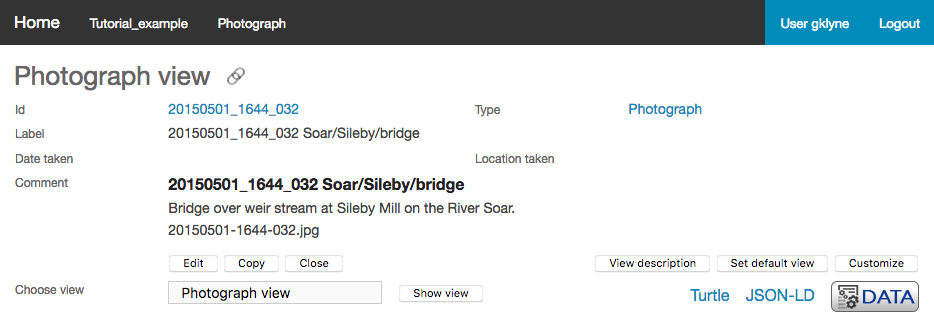 Home Tutorial_example Photograph User gklyne Logout
Photograph view
Id 20150501_1644_032 Type Photograph
Label 20150501_1644_032 Soar/Sileby/bridge
Date taken Location taken
Comment 20150501_1644_032 Soar/Sileby/bridge
Bridge over weir stream at Sileby Mill on the River Soar.
20150501-1644-032.jpg
Edit Copy Close View description Set default view Customize
Choose view Photograph view Show view Turtle JSON-LD DATA